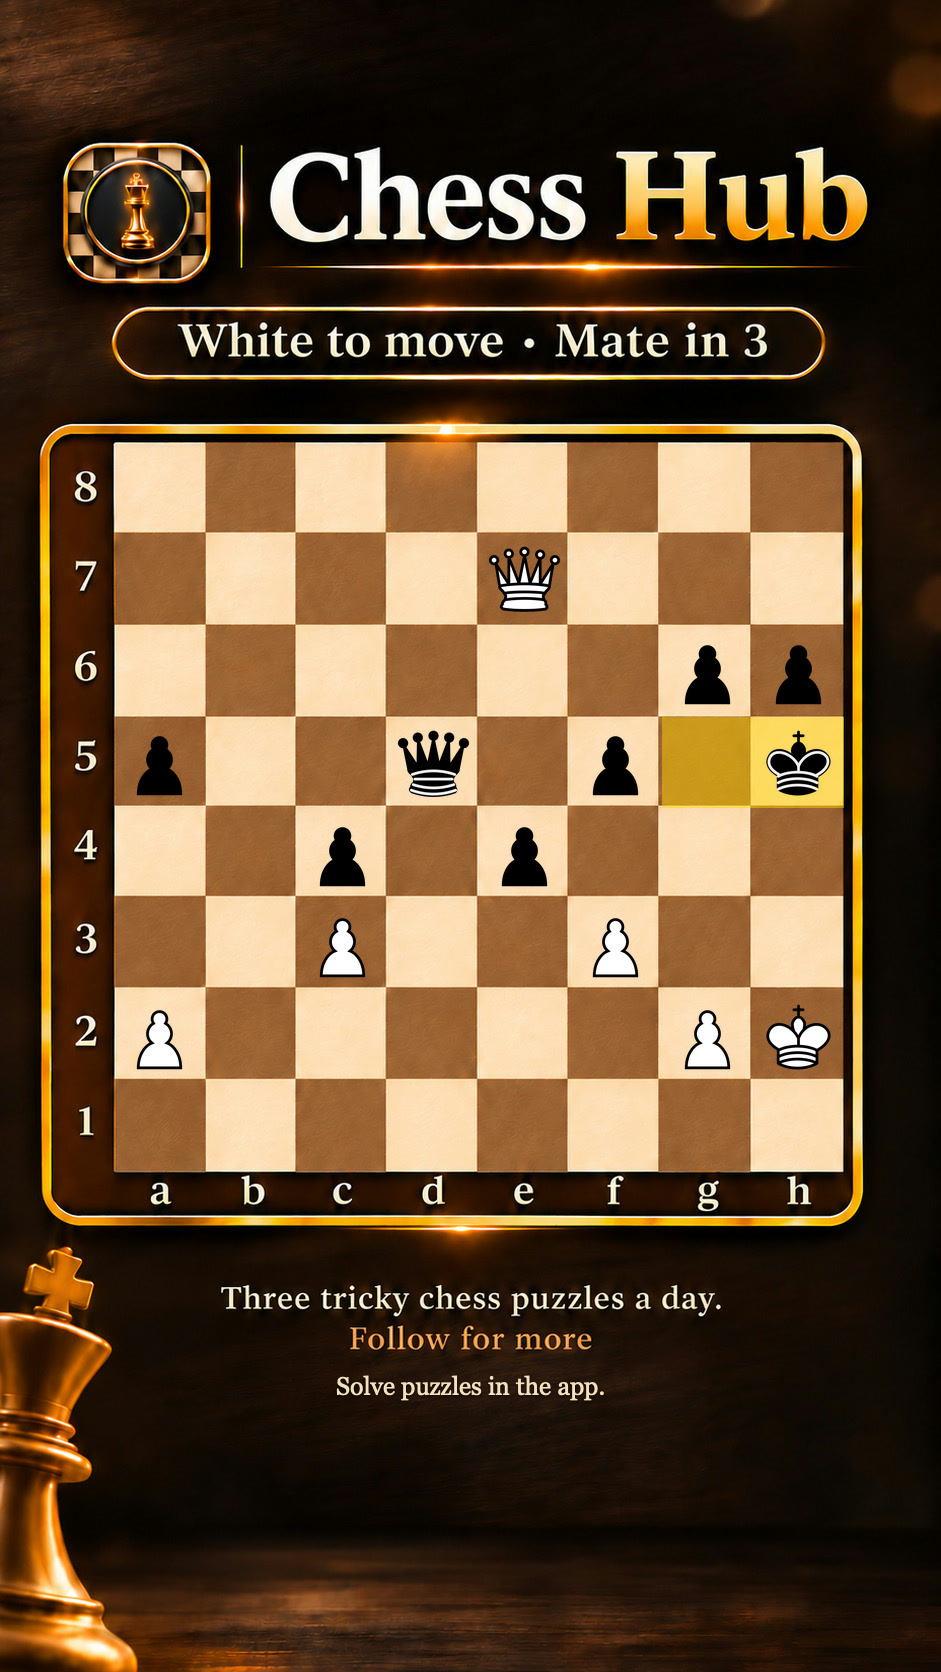 Chess Hub
White to move • Mate in 3
8
7
6
5
4
3
2
1
a b c d e f g h
Three tricky chess puzzles a day.
Follow for more
Solve puzzles in the app.